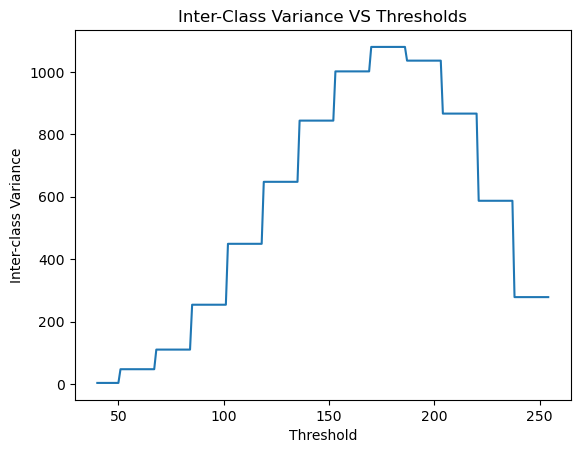 Inter-Class Variance VS Thresholds
1000
800
600
400
200
0
Inter-class Variance
50 100 150 200 250
Threshold